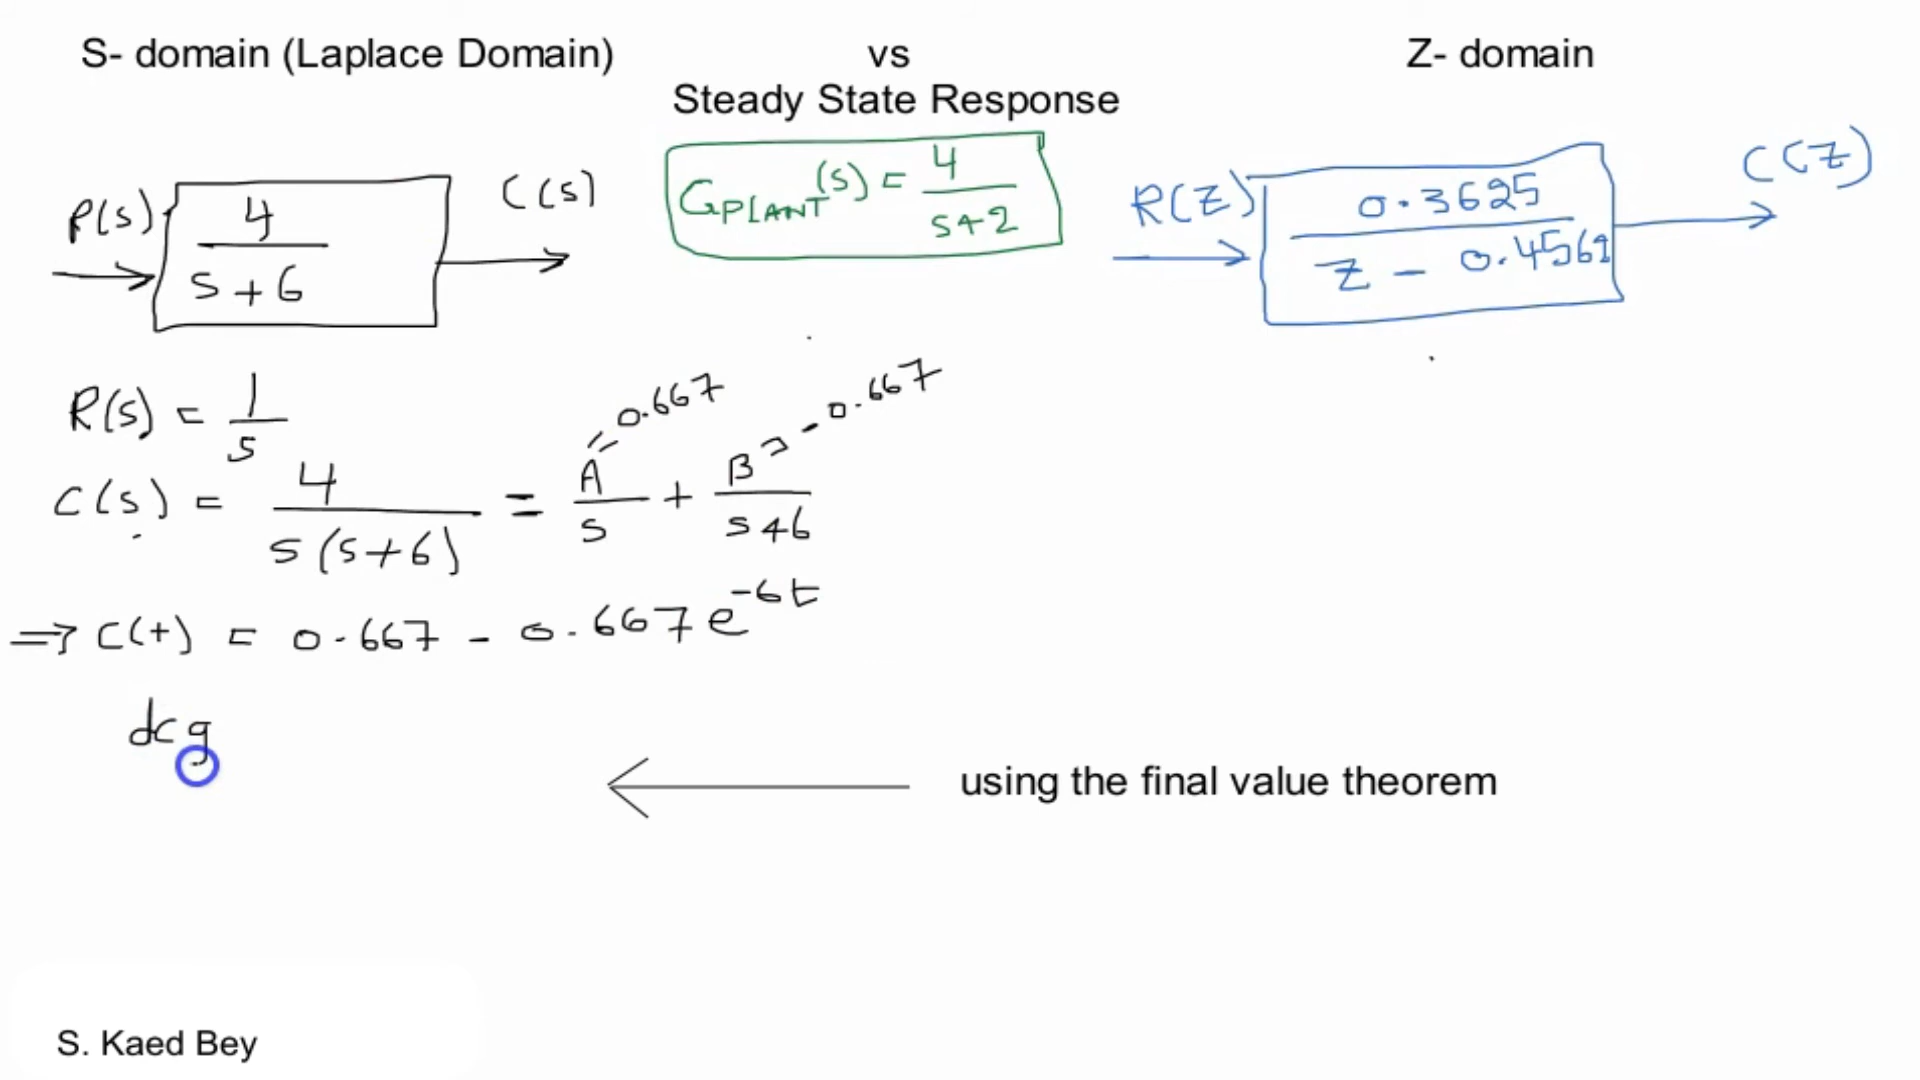 S- domain (Laplace Domain) vs Z- domain
Steady State Response
R(s) 4/(s+6) C(s)
G_PLANT(s) = 4/(s+2)
R(Z) 0.3625/(Z - 0.4561) C(Z)
R(s) = 1/s
C(s) = 4/(s(s+6)) = A/s + B/(s+6)
A = 0.667 B = -0.667
=> C(t) = 0.667 - 0.667e^-6t
dcg
using the final value theorem
S. Kaed Bey